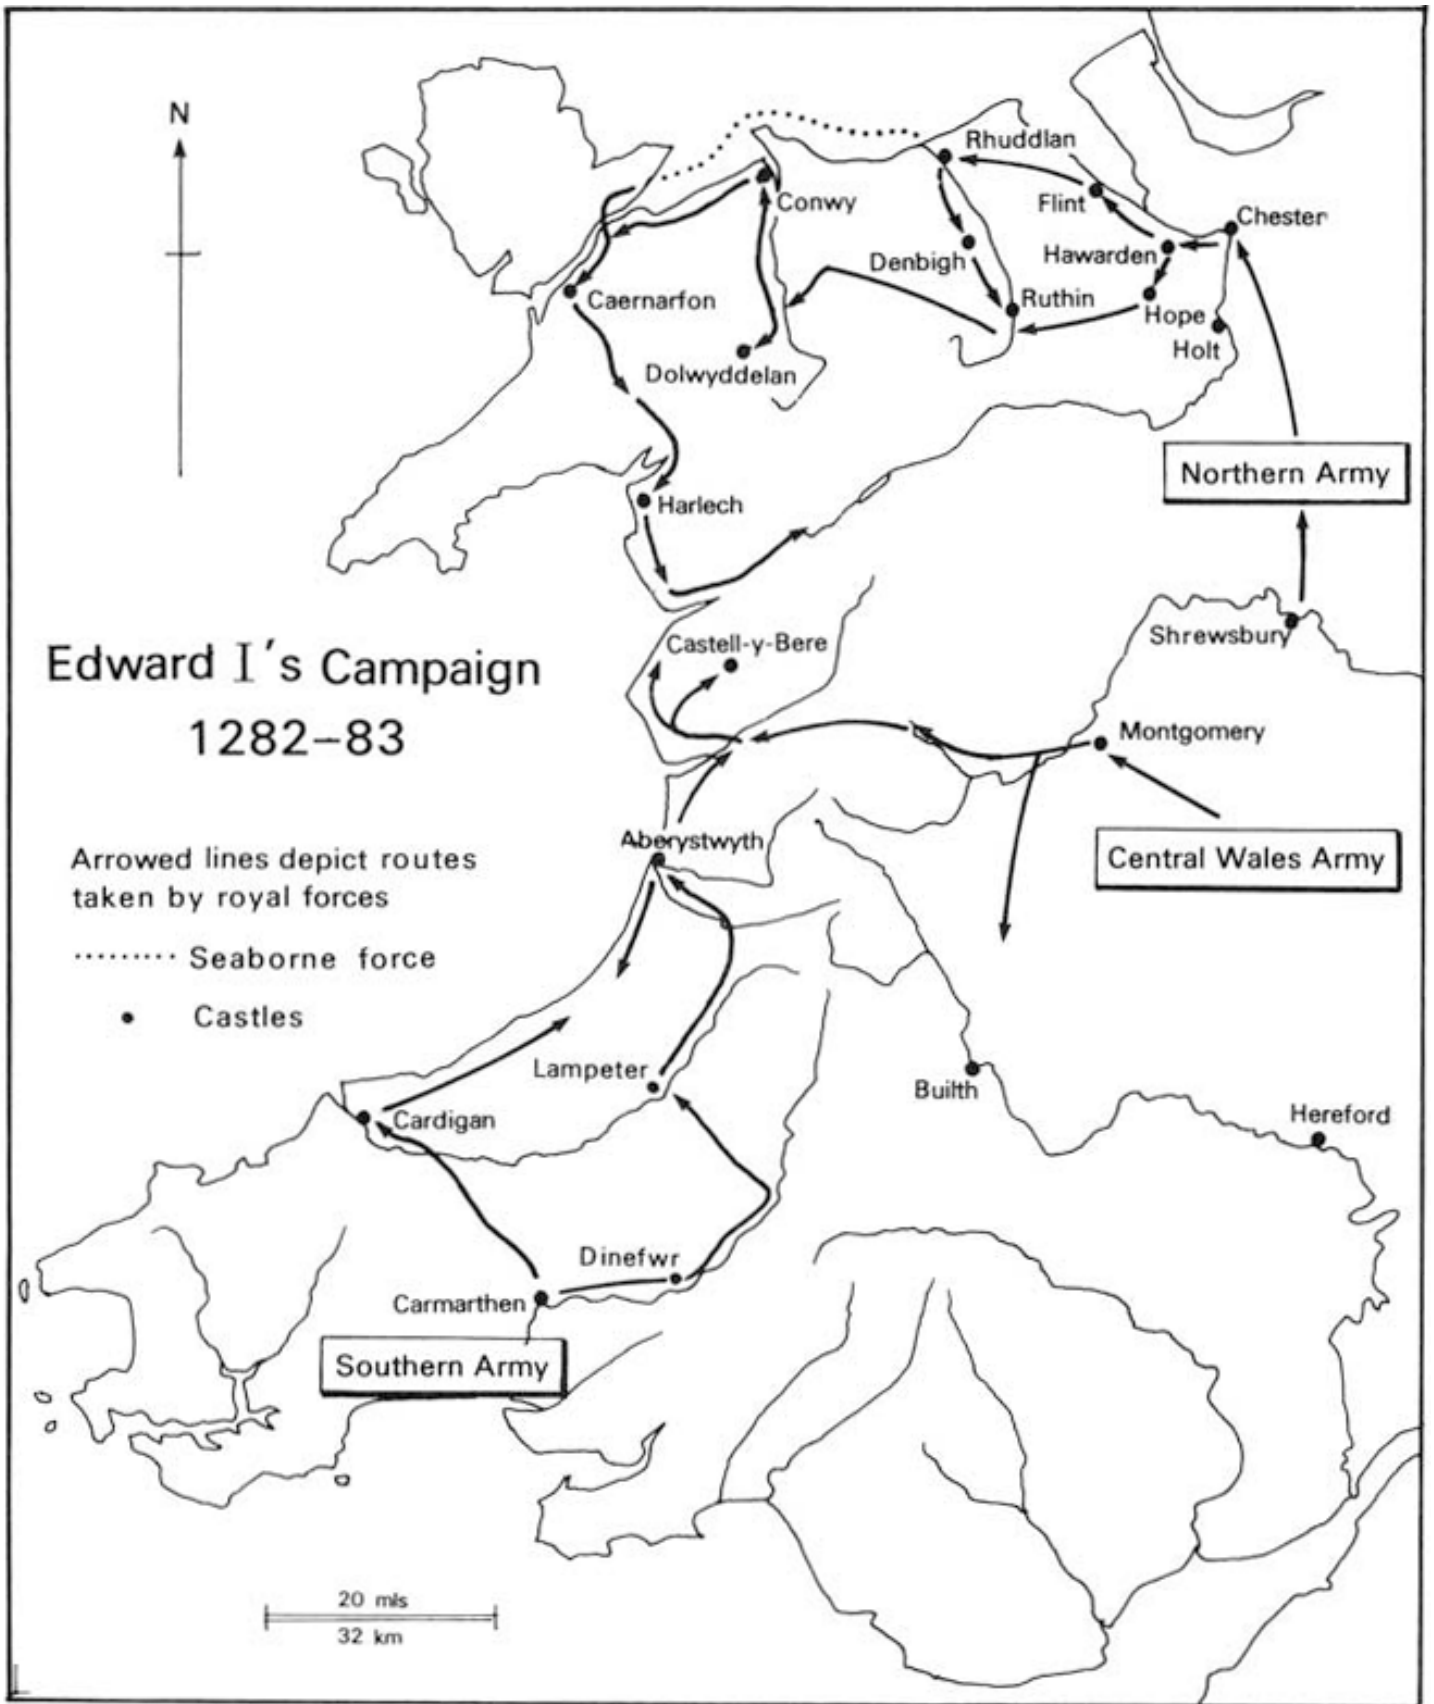 N
Rhuddlan
Flint
Chester
Conwy
Hawarden
Denbigh
Caernarfon
Ruthin
Hope
Holt
Dolwyddelan
Northern Army
Harlech
Shrewsbury
Castell-y-Bere
Edward I's Campaign
1282–83
Montgomery
Aberystwyth
Central Wales Army
Arrowed lines depict routes
taken by royal forces
Seaborne force
Castles
Lampeter
Builth
Cardigan
Hereford
Dinefwr
Carmarthen
Southern Army
20 mls
32 km